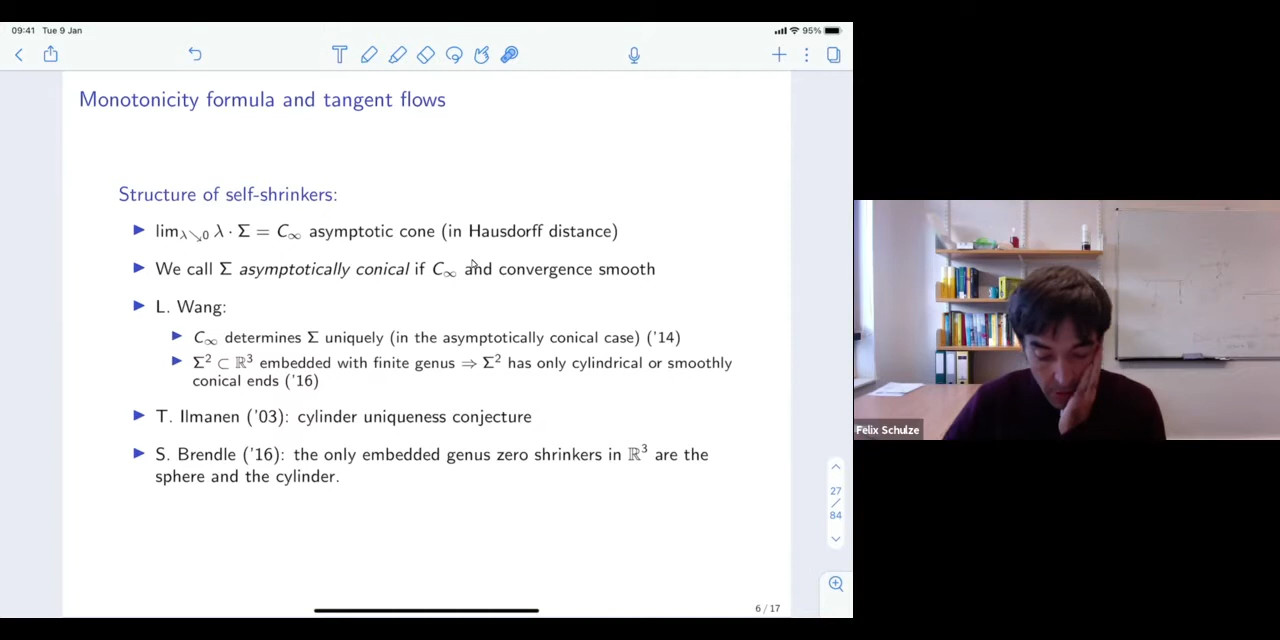 09:41 Tue 9 Jan
95%
Monotonicity formula and tangent flows
Structure of self-shrinkers:
▶ lim_{λ↘0} λ · Σ = C_∞ asymptotic cone (in Hausdorff distance)
▶ We call Σ asymptotically conical if C_∞ and convergence smooth
▶ L. Wang:
▶ C_∞ determines Σ uniquely (in the asymptotically conical case) ('14)
▶ Σ² ⊂ ℝ³ embedded with finite genus ⇒ Σ² has only cylindrical or smoothly
conical ends ('16)
▶ T. Ilmanen ('03): cylinder uniqueness conjecture
▶ S. Brendle ('16): the only embedded genus zero shrinkers in ℝ³ are the
sphere and the cylinder.
27
/
84
6 / 17
Felix Schulze